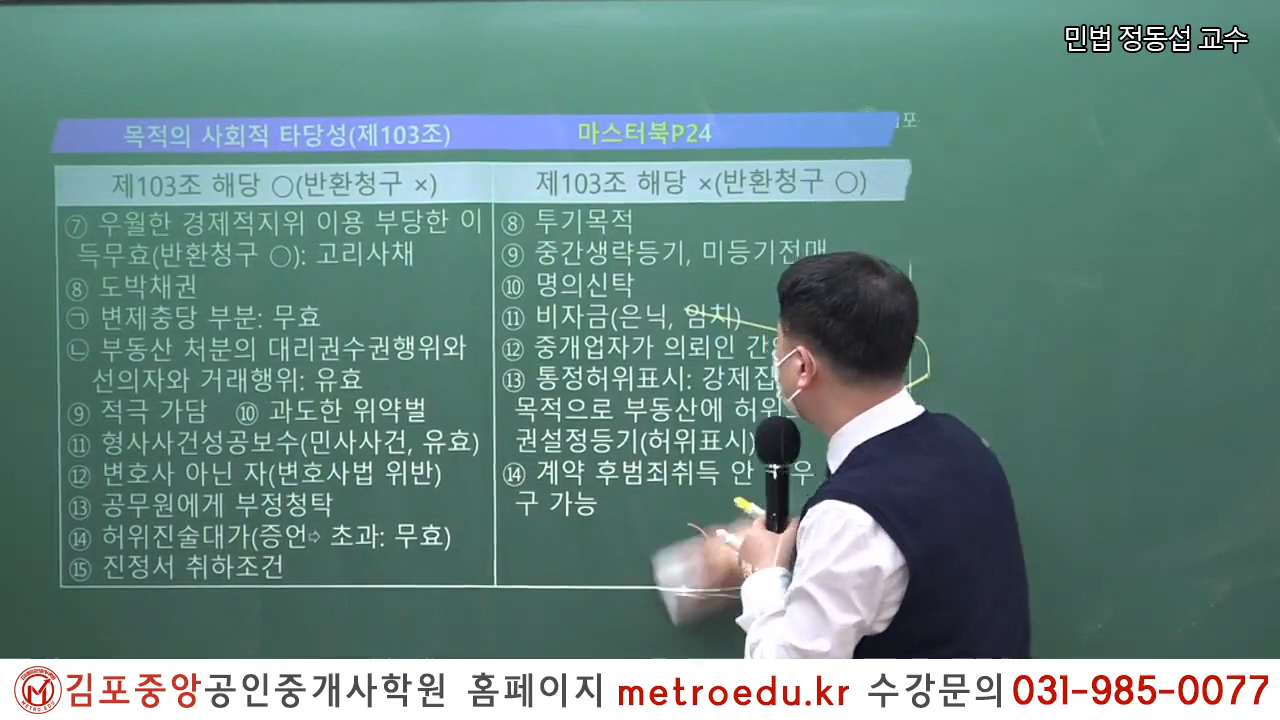 민법 정동섭 교수
목적의 사회적 타당성(제103조) 마스터북P24
제103조 해당 ○(반환청구 ×)
⑦ 우월한 경제적지위 이용 부당한 이
득무효(반환청구 ○): 고리사채
⑧ 도박채권
㉠ 변제충당 부분: 무효
㉡ 부동산 처분의 대리권수권행위와
선의자와 거래행위: 유효
⑨ 적극 가담 ⑩ 과도한 위약벌
⑪ 형사사건성공보수(민사사건, 유효)
⑫ 변호사 아닌 자(변호사법 위반)
⑬ 공무원에게 부정청탁
⑭ 허위진술대가(증언⇨ 초과: 무효)
⑮ 진정서 취하조건
제103조 해당 ×(반환청구 ○)
⑧ 투기목적
⑨ 중간생략등기, 미등기전매
⑩ 명의신탁
⑪ 비자금(은닉, 임치)
⑫ 중개업자가 의뢰인
⑬ 통정허위표시:
목적으로 부동산에
권설정등기(허위표시)
⑭ 계약 후범죄취득 안
구 가능
김포중앙공인중개사학원 홈페이지 metroedu.kr 수강문의 031-985-0077